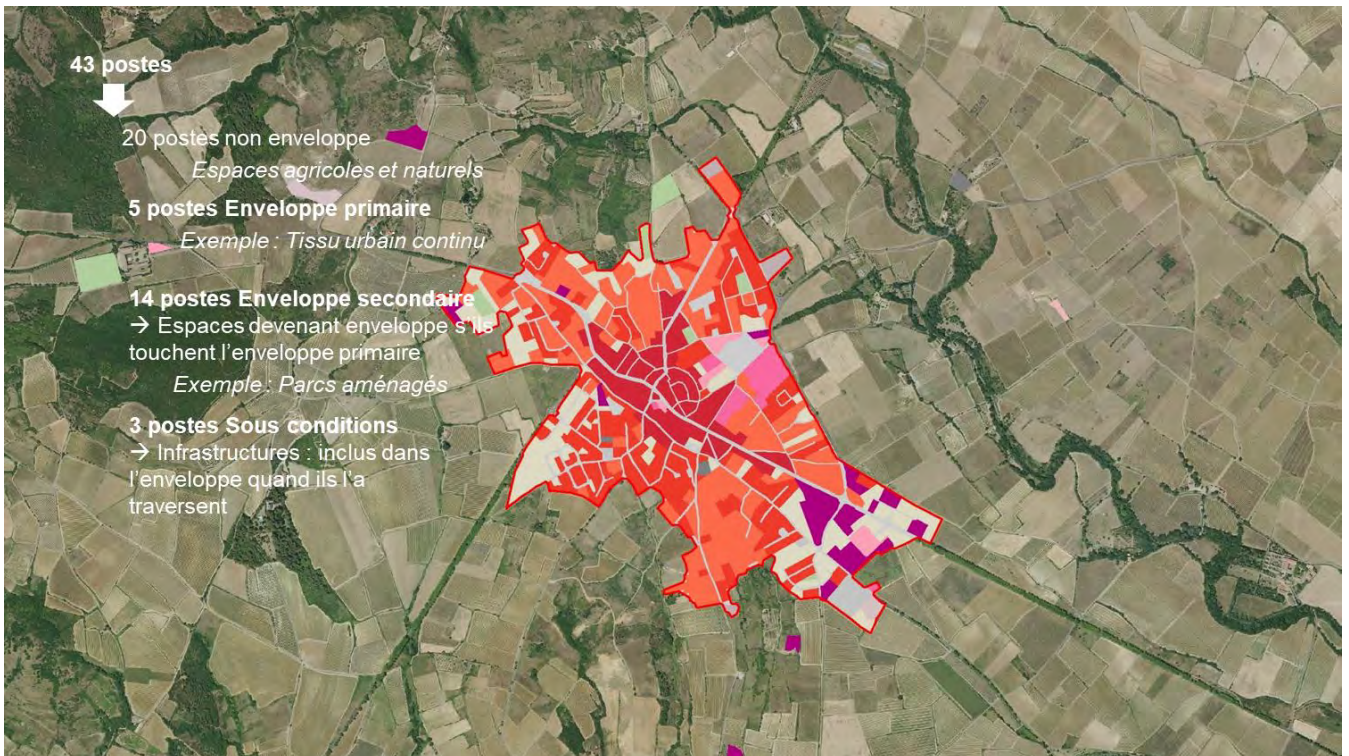 43 postes
20 postes non enveloppe
Espaces agricoles et naturels
5 postes Enveloppe primaire
Exemple : Tissu urbain continu
14 postes Enveloppe secondaire
→ Espaces devenant enveloppe s'ils
touchent l'enveloppe primaire
Exemple : Parcs aménagés
3 postes Sous conditions
→ Infrastructures : inclus dans
l'enveloppe quand ils l'a
traversent